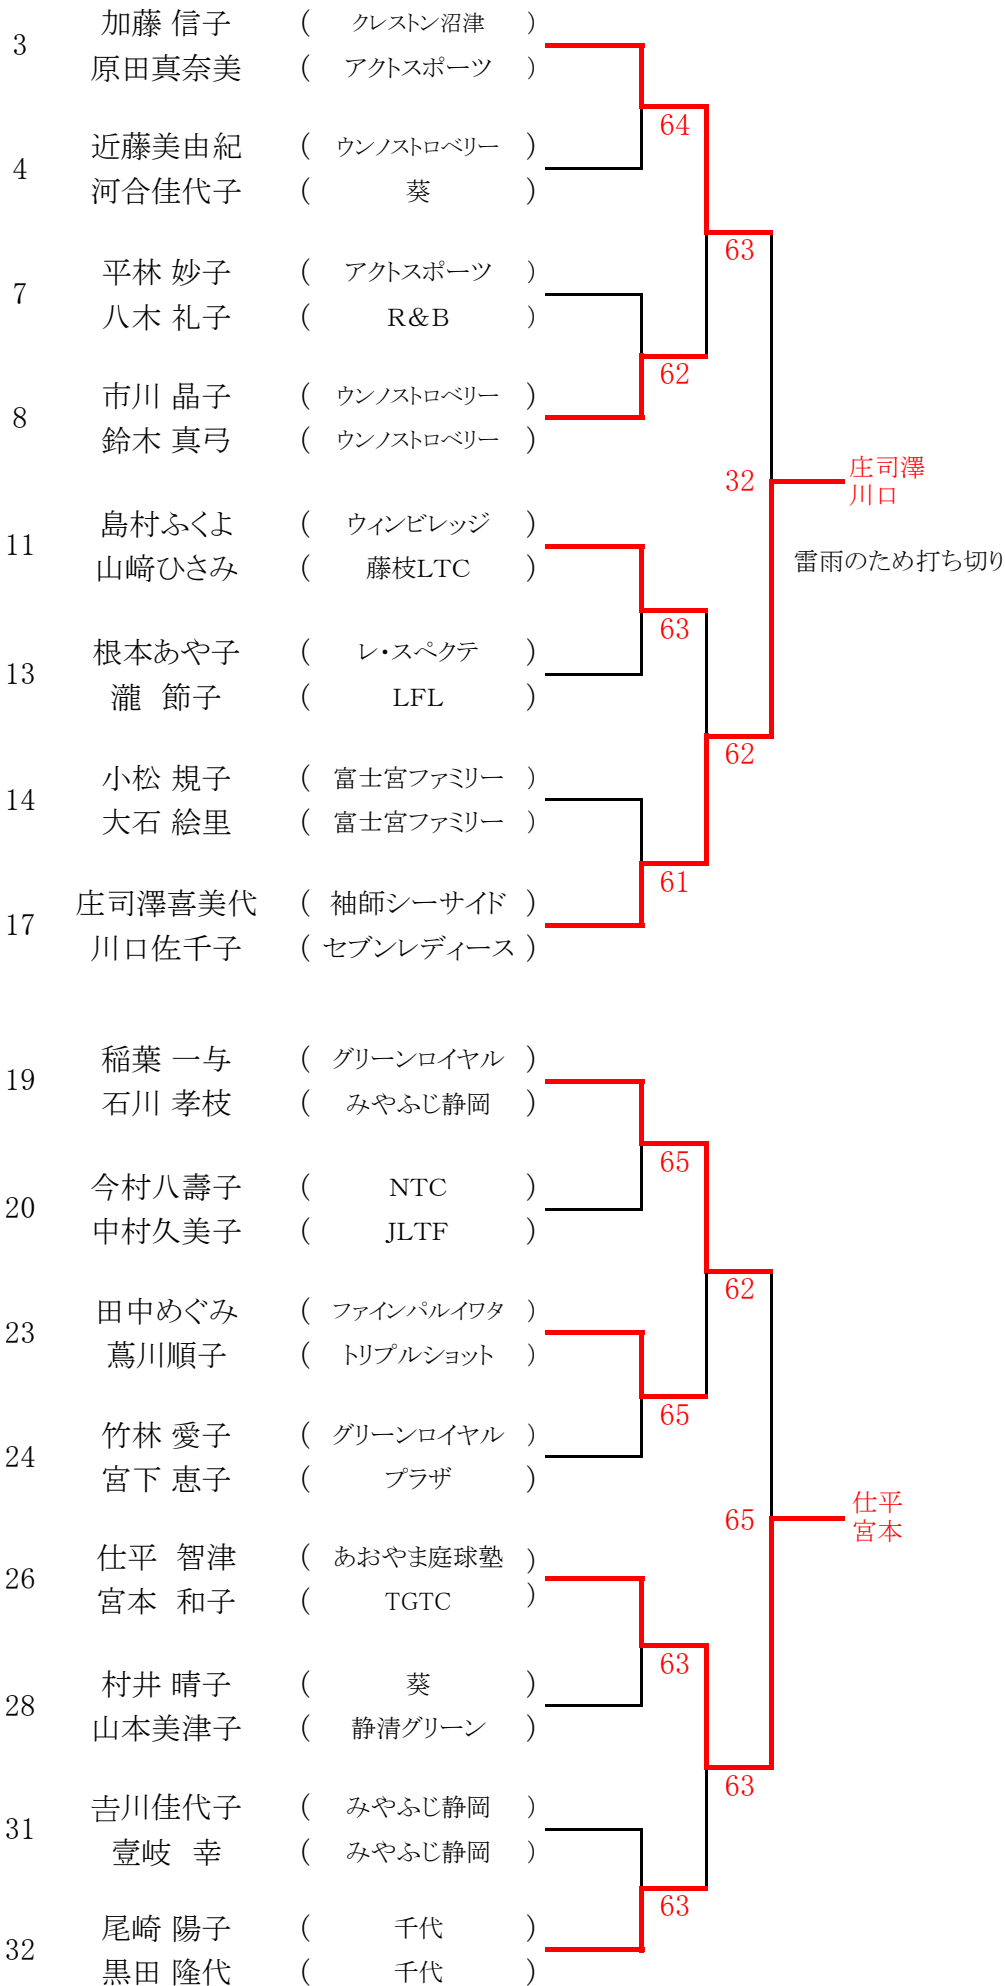 加藤 信子 ( クレストン沼津 )
3
原田真奈美 ( アクトスポーツ )
64
近藤美由紀 ( ウンノストロベリー )
4
河合佳代子 ( 葵 )
63
平林 妙子 ( アクトスポーツ )
7
八木 礼子 ( R&B )
62
市川 晶子 ( ウンノストロベリー )
8
鈴木 真弓 ( ウンノストロベリー )
32
庄司澤
川口
雷雨のため打ち切り
島村ふくよ ( ウィンビレッジ )
11
山﨑ひさみ ( 藤枝LTC )
63
根本あや子 ( レ・スペクテ )
13
瀧 節子 ( LFL )
62
小松 規子 ( 富士宮ファミリー )
14
大石 絵里 ( 富士宮ファミリー )
61
庄司澤喜美代 ( 袖師シーサイド )
17
川口佐千子 ( セブンレディース )
稲葉 一与 ( グリーンロイヤル )
19
石川 孝枝 ( みやふじ静岡 )
65
今村八壽子 ( NTC )
20
中村久美子 ( JLTF )
62
田中めぐみ ( ファインパルイワタ )
23
蔦川順子 ( トリプルショット )
65
竹林 愛子 ( グリーンロイヤル )
24
宮下 恵子 ( プラザ )
65
仕平
宮本
仕平 智津 ( あおやま庭球塾 )
26
宮本 和子 ( TGTC )
63
村井 晴子 ( 葵 )
28
山本美津子 ( 静清グリーン )
63
𠮷川佳代子 ( みやふじ静岡 )
31
壹岐 幸 ( みやふじ静岡 )
63
尾崎 陽子 ( 千代 )
32
黒田 隆代 ( 千代 )